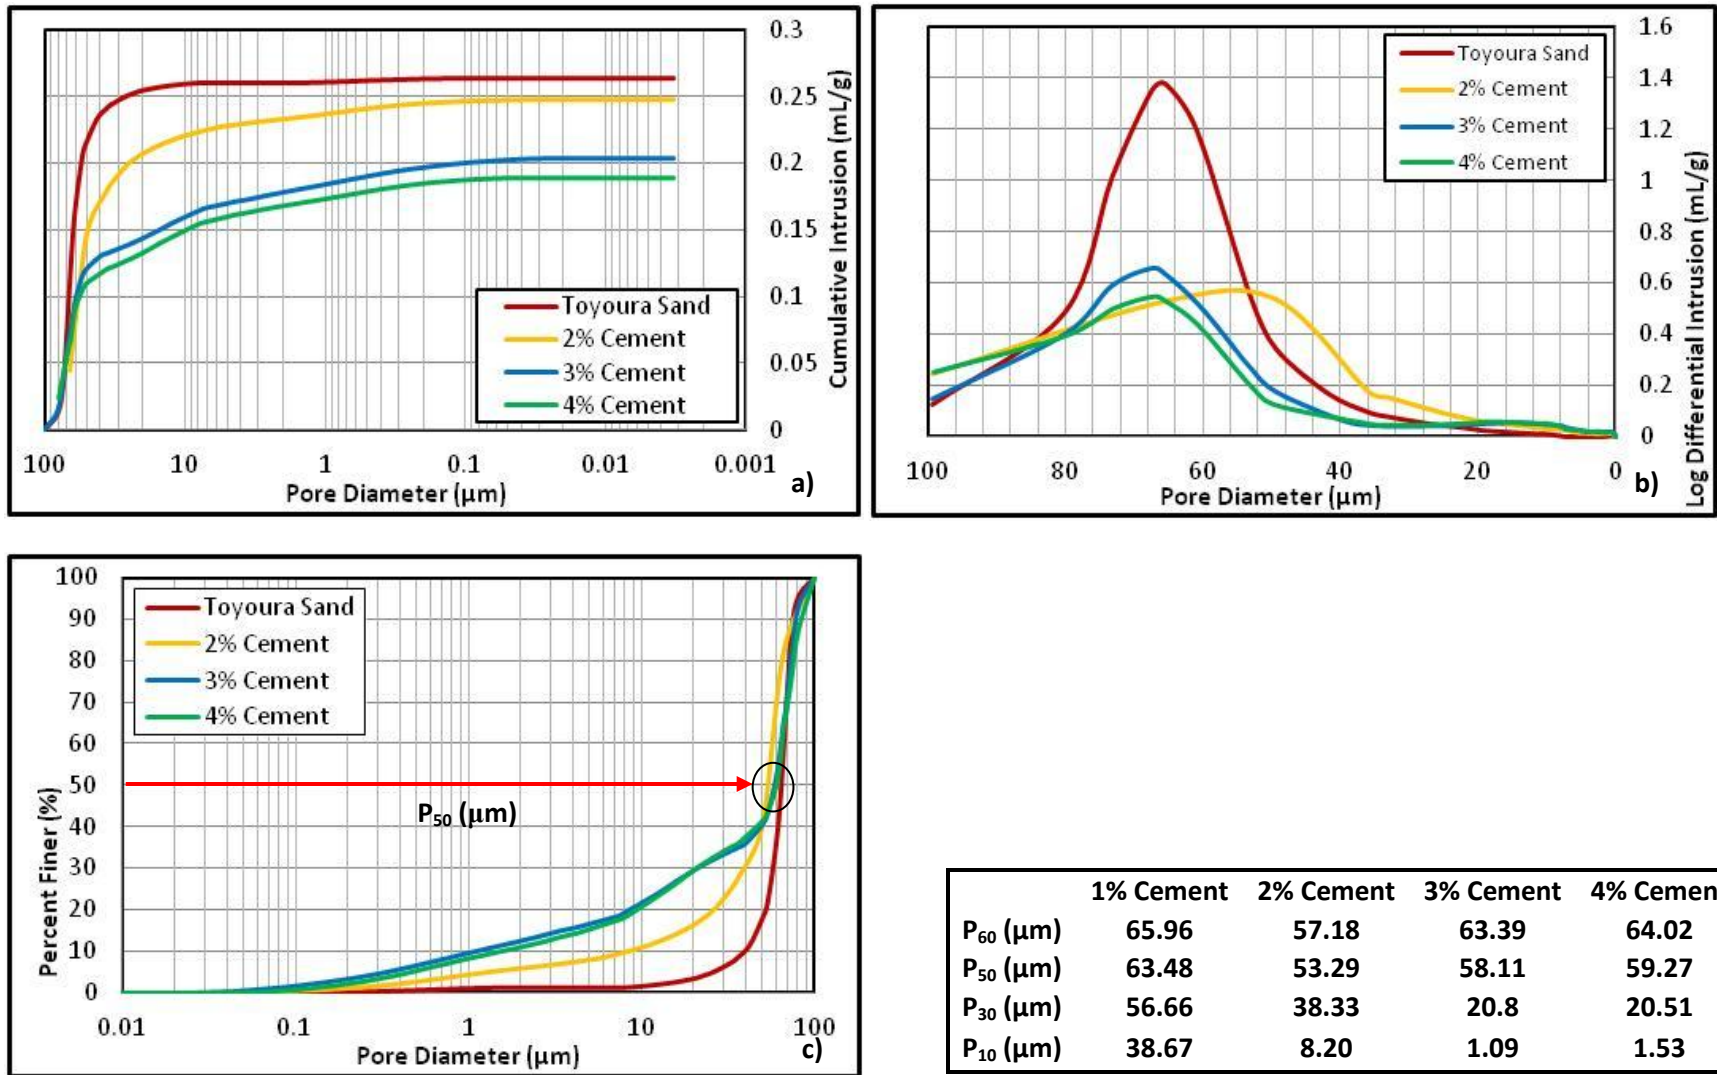 0.3
0.25
0.2
0.15
0.1
0.05
0
Cumulative Intrusion (mL/g)
Toyoura Sand
2% Cement
3% Cement
4% Cement
100 10 1 0.1 0.01 0.001
Pore Diameter (µm)
a)
1.6
1.4
1.2
1
0.8
0.6
0.4
0.2
0
Log Differential Intrusion (mL/g)
Toyoura Sand
2% Cement
3% Cement
4% Cement
100 80 60 40 20 0
Pore Diameter (µm)
b)
100
90
80
70
60
50
40
30
20
10
0
Percent Finer (%)
Toyoura Sand
2% Cement
3% Cement
4% Cement
P50 (µm)
0.01 0.1 1 10 100
Pore Diameter (µm)
c)
1% Cement 2% Cement 3% Cement 4% Cemen
P60 (µm) 65.96 57.18 63.39 64.02
P50 (µm) 63.48 53.29 58.11 59.27
P30 (µm) 56.66 38.33 20.8 20.51
P10 (µm) 38.67 8.20 1.09 1.53